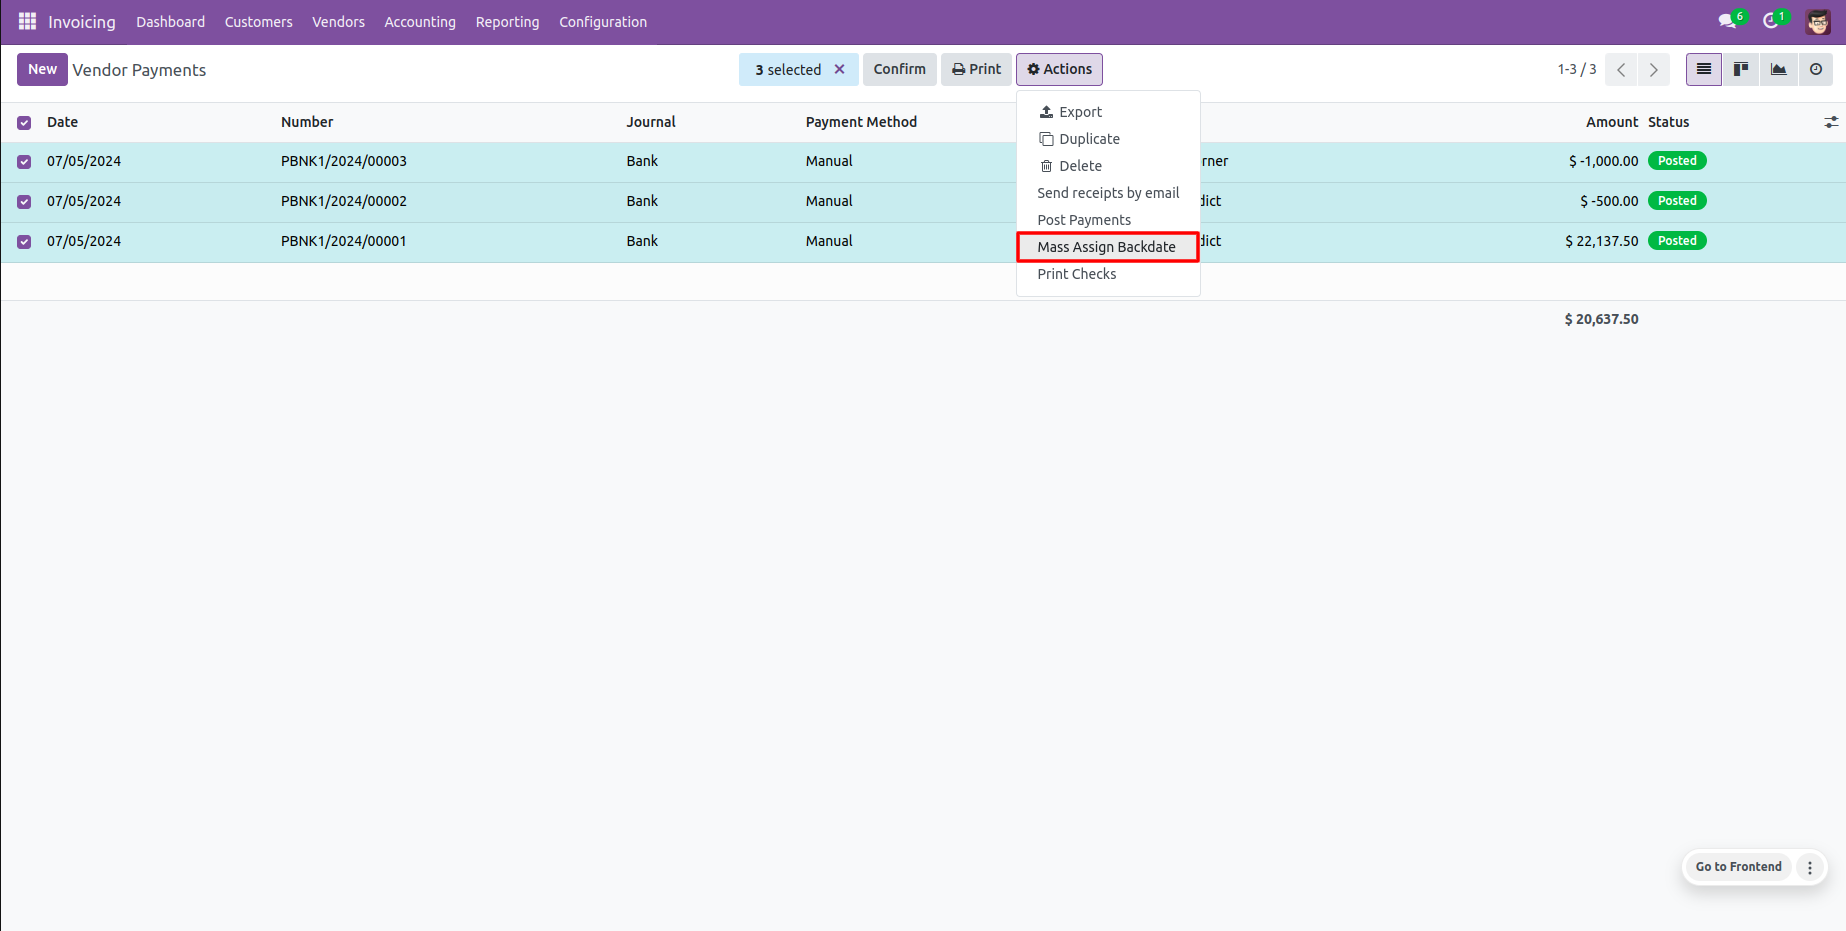 Invoicing Dashboard Customers Vendors Accounting Reporting Configuration 6 1
New Vendor Payments 3 selected Confirm Print Actions 1-3 / 3
Date Number Journal Payment Method Amount Status
07/05/2024 PBNK1/2024/00003 Bank Manual $ -1,000.00 Posted
07/05/2024 PBNK1/2024/00002 Bank Manual $ -500.00 Posted
07/05/2024 PBNK1/2024/00001 Bank Manual $ 22,137.50 Posted
Export
Duplicate
Delete
Send receipts by email
Post Payments
Mass Assign Backdate
Print Checks
$ 20,637.50
Go to Frontend